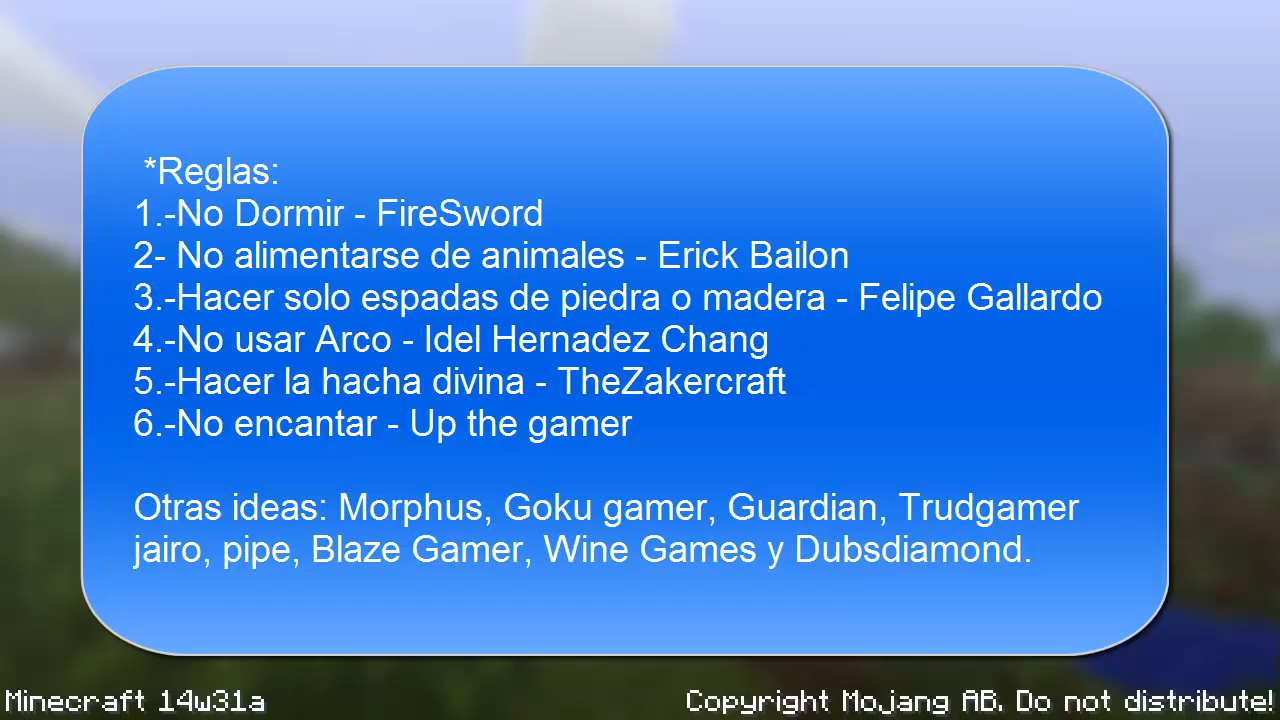 *Reglas:
1.-No Dormir - FireSword
2- No alimentarse de animales - Erick Bailon
3.-Hacer solo espadas de piedra o madera - Felipe Gallardo
4.-No usar Arco - Idel Hernadez Chang
5.-Hacer la hacha divina - TheZakercraft
6.-No encantar - Up the gamer
Otras ideas: Morphus, Goku gamer, Guardian, Trudgamer
jairo, pipe, Blaze Gamer, Wine Games y Dubsdiamond.
Minecraft 14w31a
Copyright Mojang AB. Do not distribute!